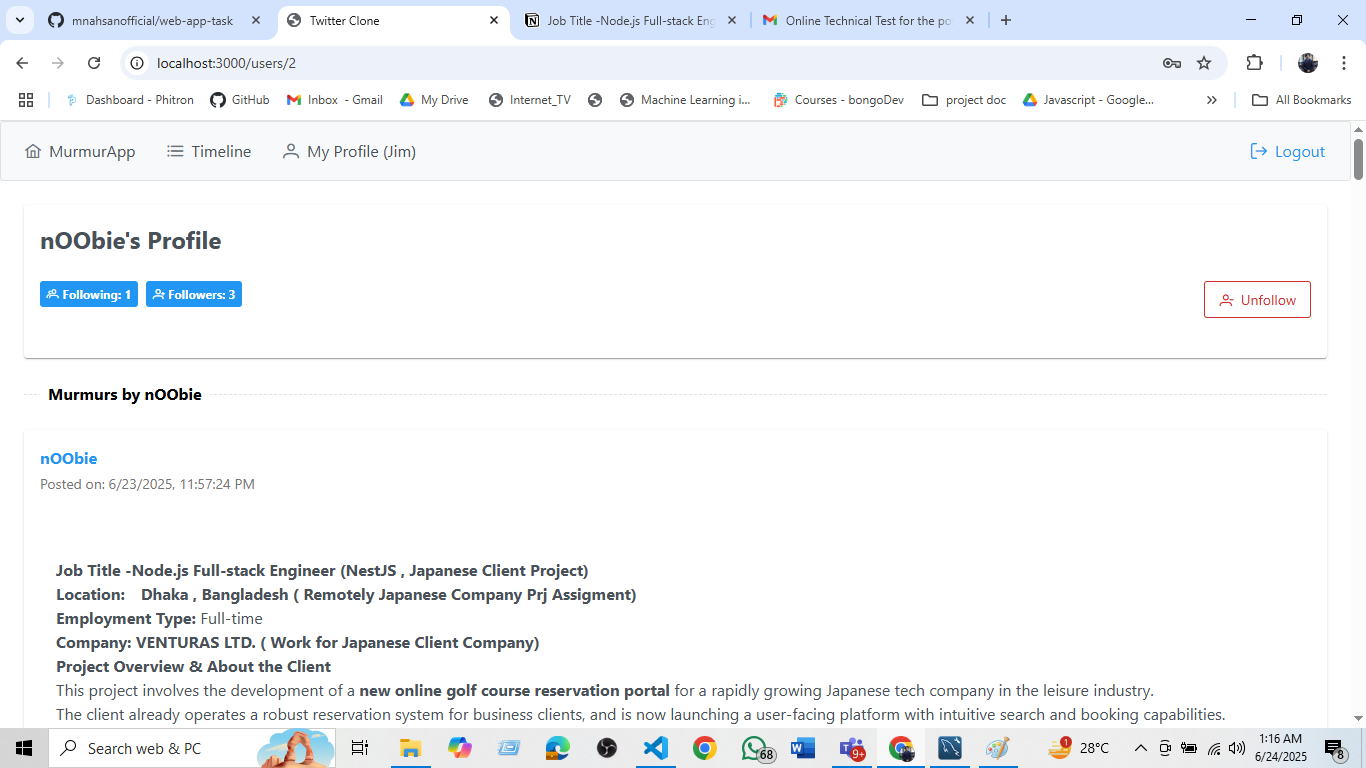 mnahsanofficial/web-app-task
Twitter Clone
Job Title -Node.js Full-stack Eng
Online Technical Test for the po
localhost:3000/users/2
Dashboard - Phitron
GitHub
Inbox - Gmail
My Drive
Internet_TV
Machine Learning i...
Courses - bongoDev
project doc
Javascript - Google...
All Bookmarks
MurmurApp
Timeline
My Profile (Jim)
Logout
nOObie's Profile
Following: 1
Followers: 3
Unfollow
Murmurs by nOObie
nOObie
Posted on: 6/23/2025, 11:57:24 PM
Job Title -Node.js Full-stack Engineer (NestJS , Japanese Client Project)
Location: Dhaka , Bangladesh ( Remotely Japanese Company Prj Assigment)
Employment Type: Full-time
Company: VENTURAS LTD. ( Work for Japanese Client Company)
Project Overview & About the Client
This project involves the development of a new online golf course reservation portal for a rapidly growing Japanese tech company in the leisure industry.
The client already operates a robust reservation system for business clients, and is now launching a user-facing platform with intuitive search and booking capabilities.
Search web & PC
68
9+
1
28°C
1:16 AM
6/24/2025
8